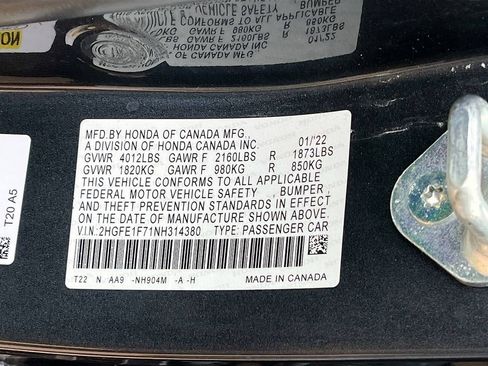 MFD.BY HONDA OF CANADA MFG.,
A DIVISION OF HONDA CANADA INC. 01/'22
GVWR 4012LBS GAWR F 2160LBS R 1873LBS
GVWR 1820KG GAWR F 980KG R 850KG
THIS VEHICLE CONFORMS TO ALL APPLICABLE
FEDERAL MOTOR VEHICLE SAFETY , BUMPER ,
AND THEFT PREVENTION STANDARDS IN EFFECT
ON THE DATE OF MANUFACTURE SHOWN ABOVE.
V.I.N:2HGFE1F71NH314380 TYPE: PASSENGER CAR
T22 N AA9 -NH904M -A -H MADE IN CANADA
T20 A5